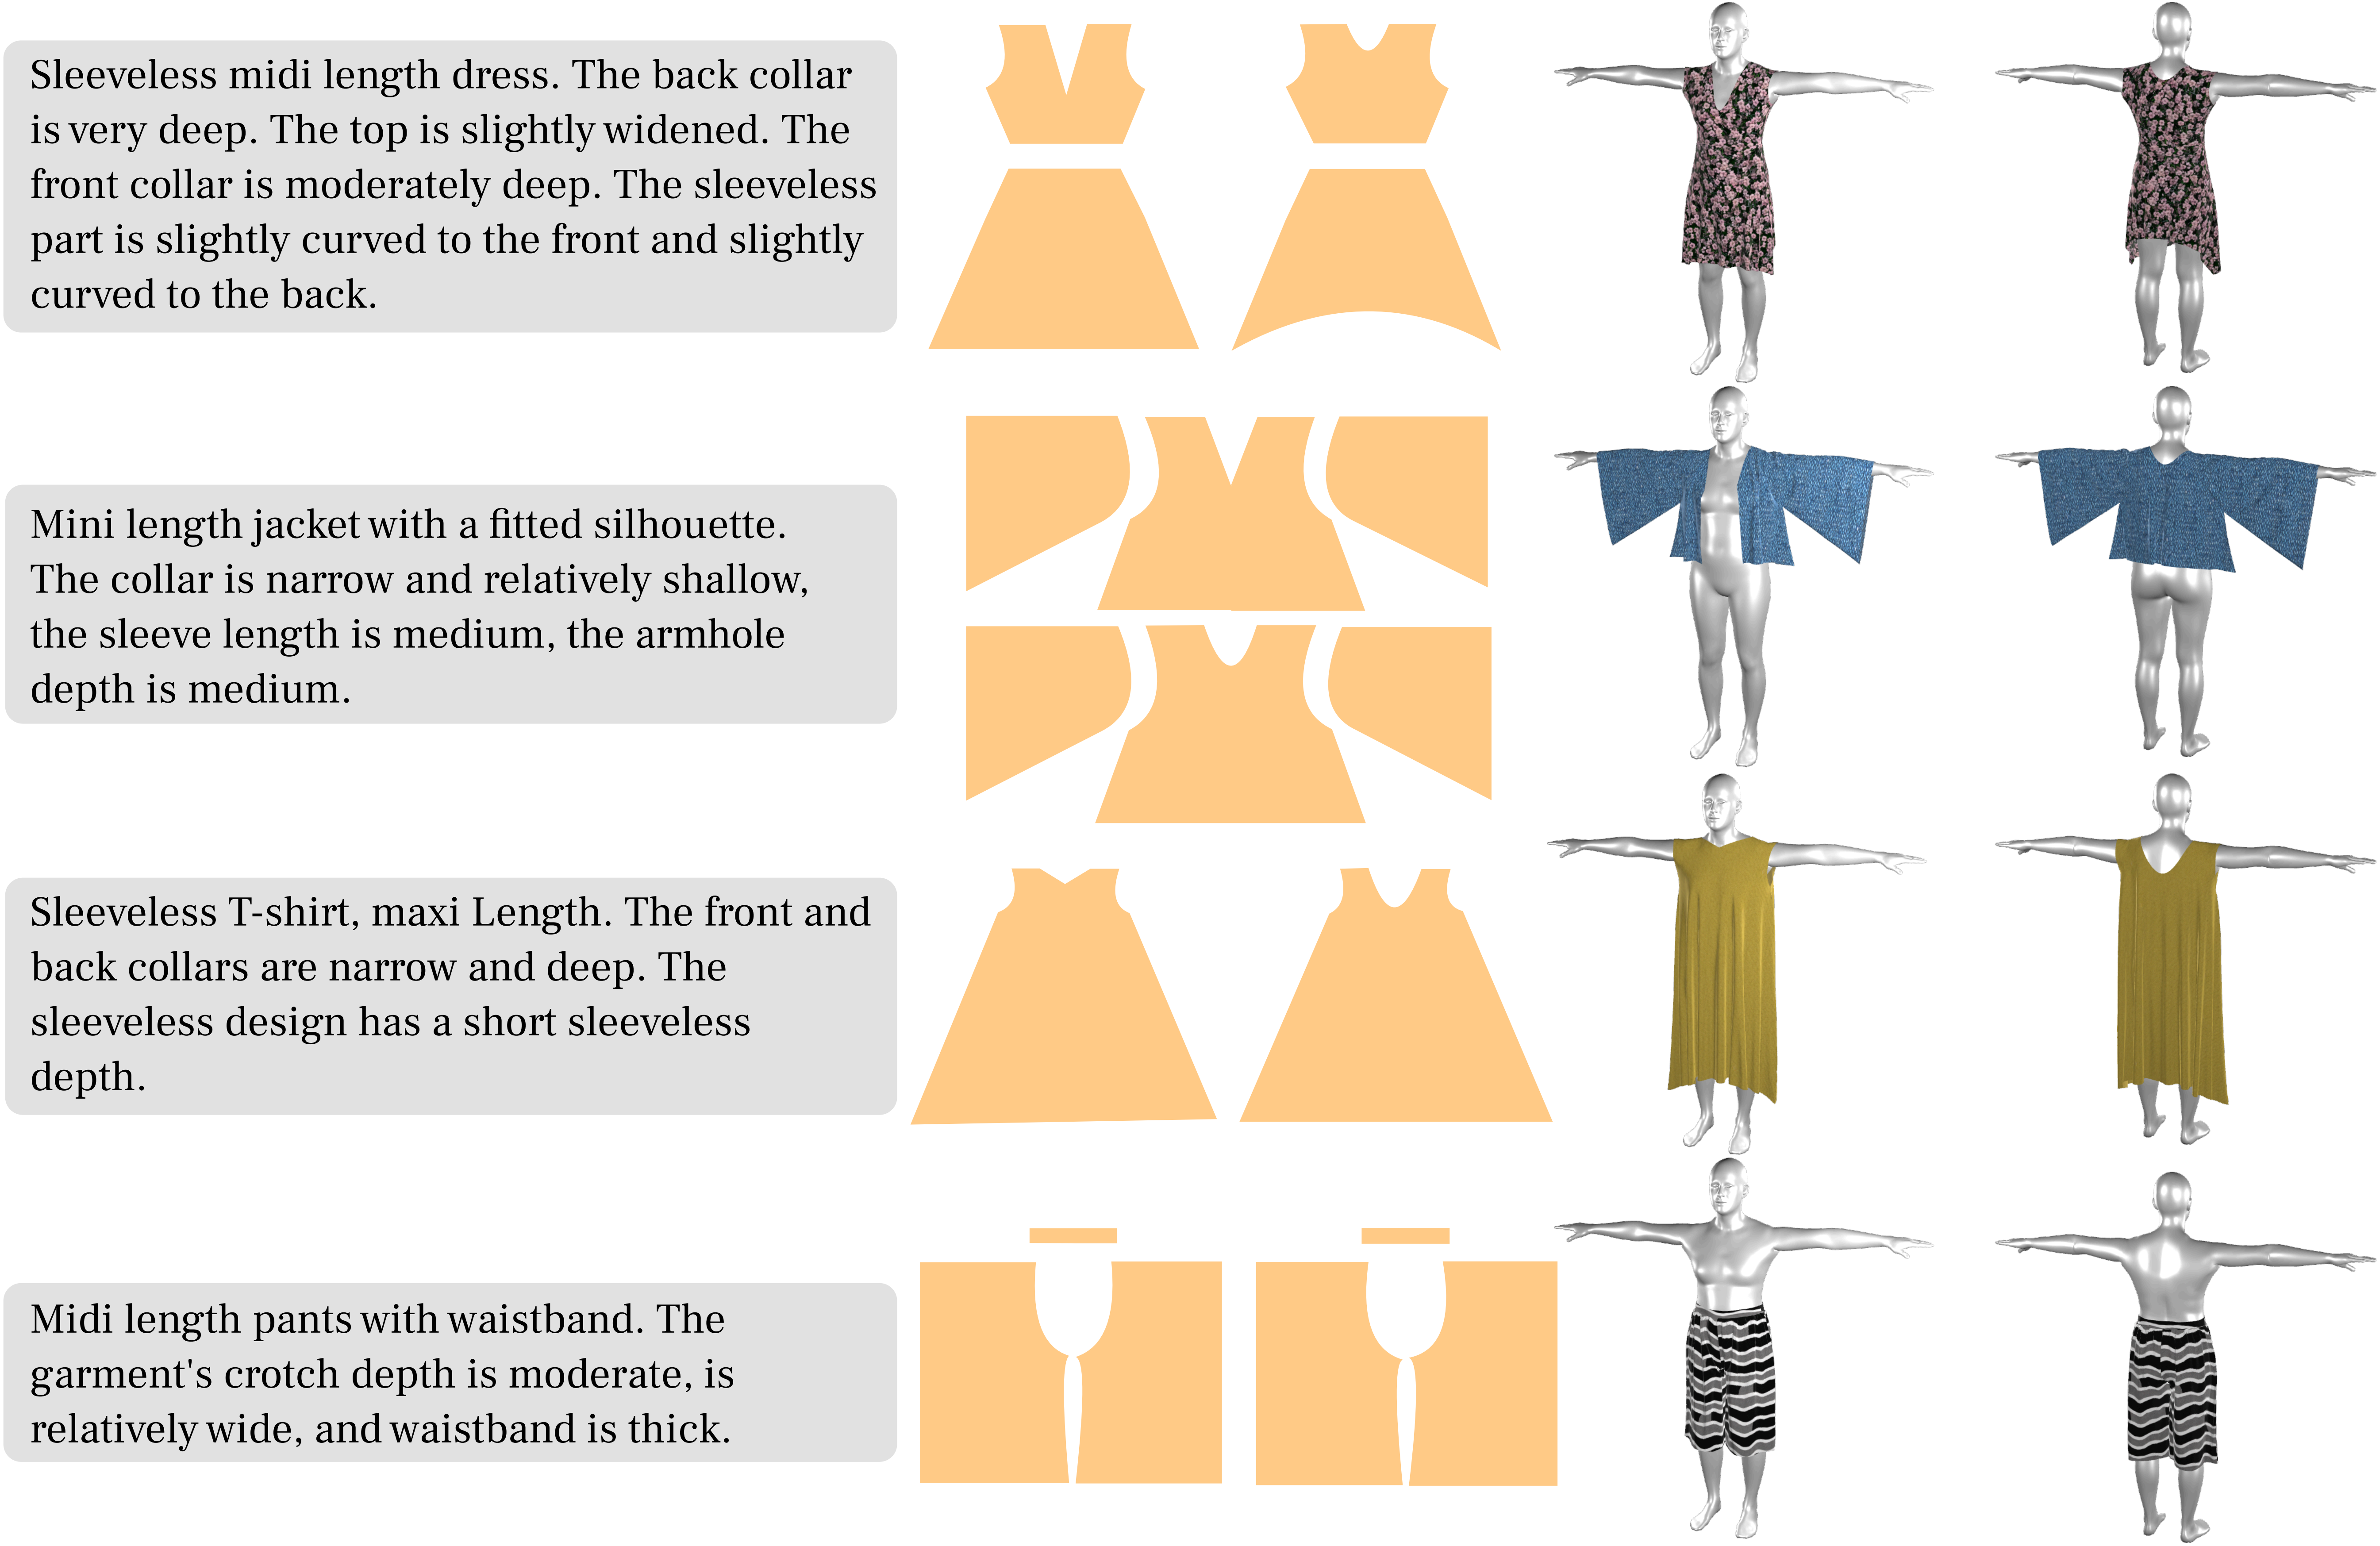 Sleeveless midi length dress. The back collar
is very deep. The top is slightly widened. The
front collar is moderately deep. The sleeveless
part is slightly curved to the front and slightly
curved to the back.
Mini length jacket with a fitted silhouette.
The collar is narrow and relatively shallow,
the sleeve length is medium, the armhole
depth is medium.
Sleeveless T-shirt, maxi Length. The front and
back collars are narrow and deep. The
sleeveless design has a short sleeveless
depth.
Midi length pants with waistband. The
garment's crotch depth is moderate, is
relatively wide, and waistband is thick.